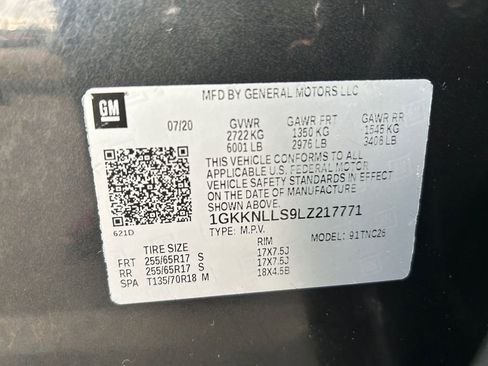 MFD BY GENERAL MOTORS LLC
GM
07/20 GVWR GAWR FRT GAWR RR
2722 KG 1350 KG 1545 KG
6001 LB 2976 LB 3406 LB
THIS VEHICLE CONFORMS TO ALL
APPLICABLE U.S. FEDERAL MOTOR
VEHICLE SAFETY STANDARDS IN EFFECT
ON THE DATE OF MANUFACTURE
SHOWN ABOVE.
1GKKNLLS9LZ217771
TYPE: M.P.V. MODEL: 91TNC26
621D
TIRE SIZE RIM
FRT 255/65R17 S 17X7.5J
RR 255/65R17 S 17X7.5J
SPA T135/70R18 M 18X4.5B